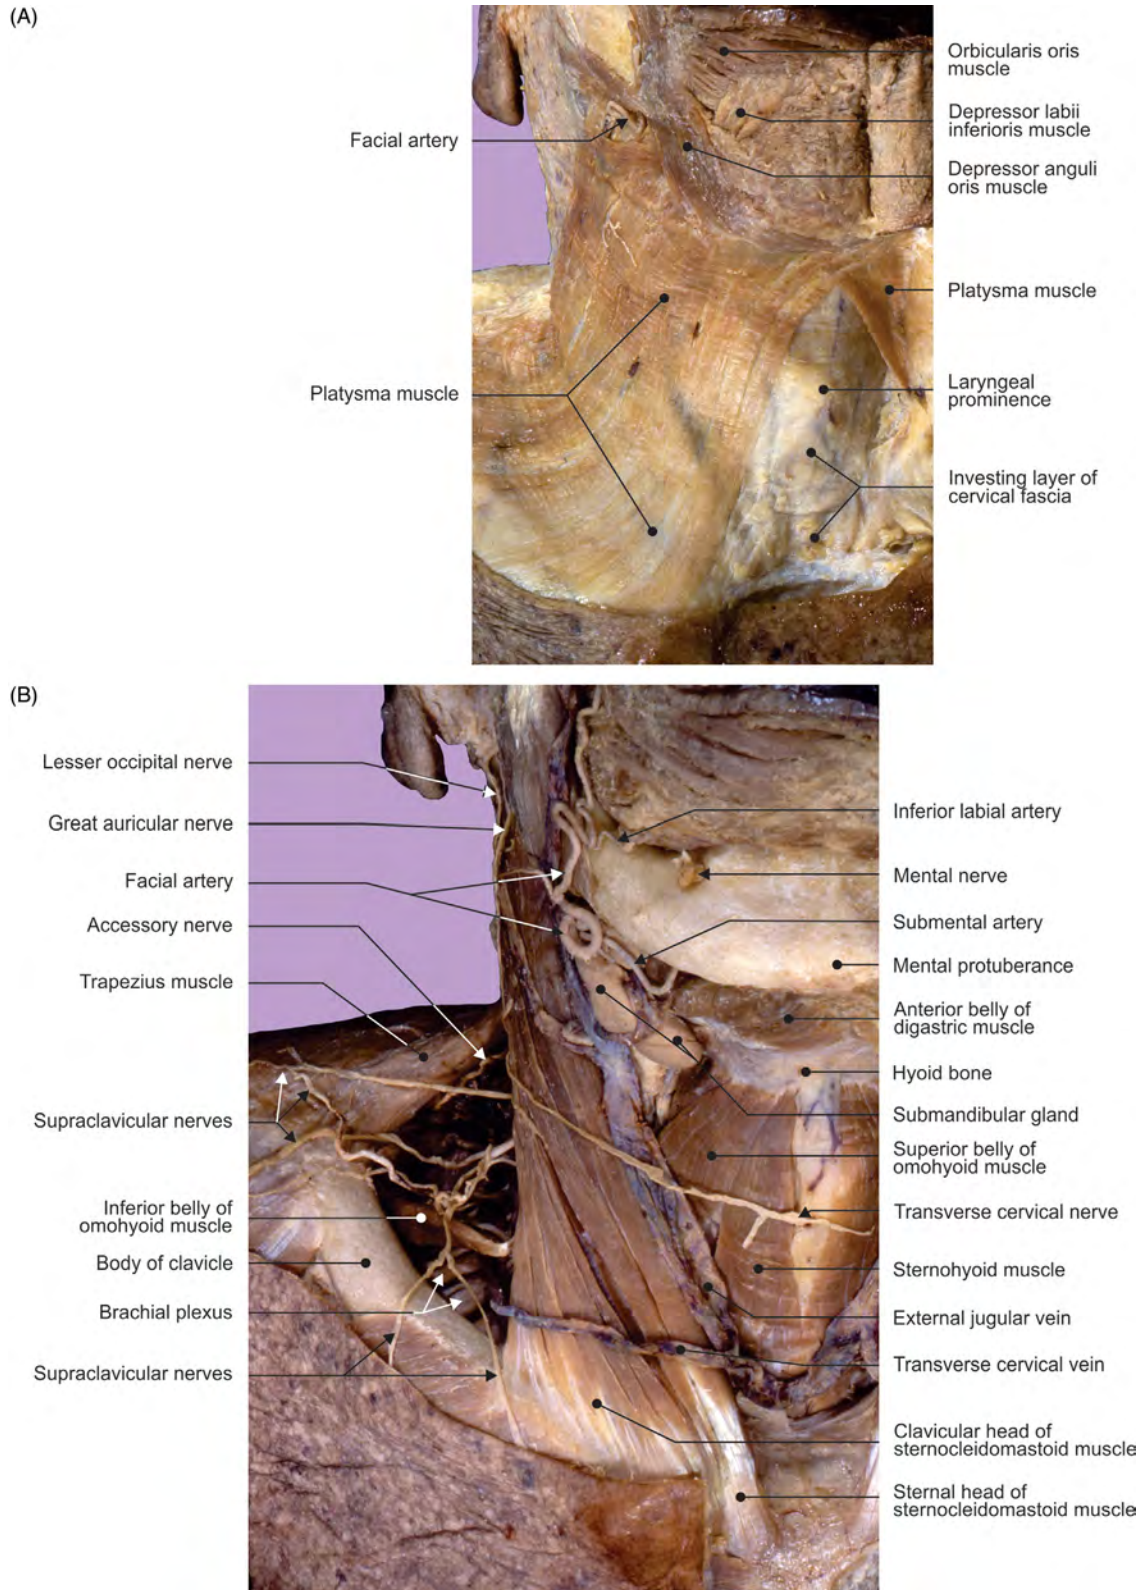 (A)
Facial artery
Platysma muscle
Orbicularis oris
muscle
Depressor labii
inferioris muscle
Depressor anguli
oris muscle
Platysma muscle
Laryngeal
prominence
Investing layer of
cervical fascia
(B)
Lesser occipital nerve
Great auricular nerve
Facial artery
Accessory nerve
Trapezius muscle
Supraclavicular nerves
Inferior belly of
omohyoid muscle
Body of clavicle
Brachial plexus
Supraclavicular nerves
Inferior labial artery
Mental nerve
Submental artery
Mental protuberance
Anterior belly of
digastric muscle
Hyoid bone
Submandibular gland
Superior belly of
omohyoid muscle
Transverse cervical nerve
Sternohyoid muscle
External jugular vein
Transverse cervical vein
Clavicular head of
sternocleidomastoid muscle
Sternal head of
sternocleidomastoid muscle